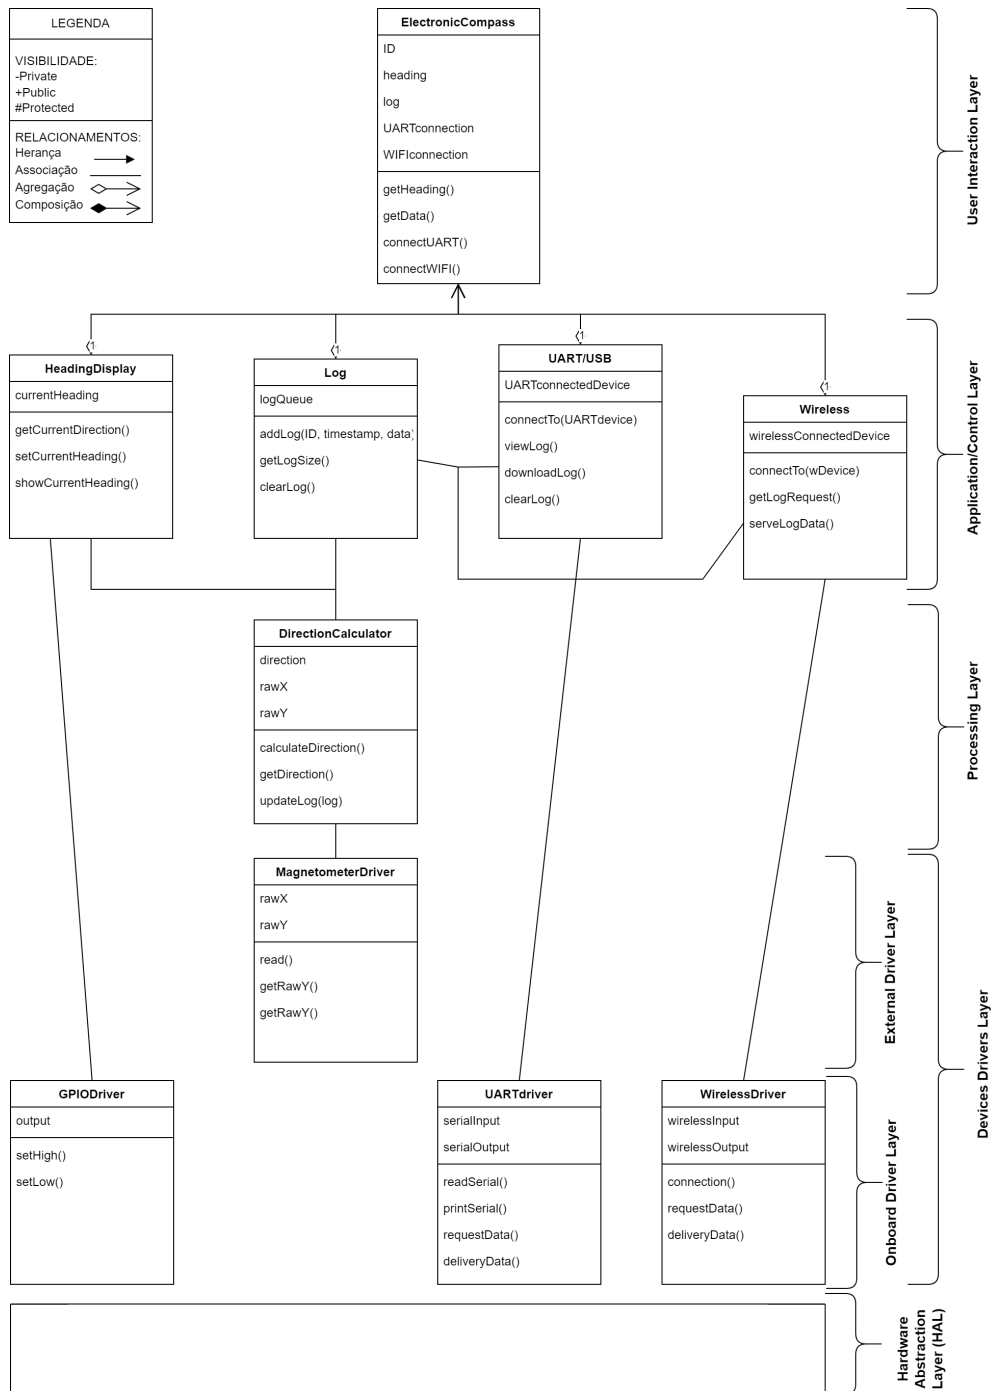 LEGENDA
VISIBILIDADE:
-Private
+Public
#Protected
RELACIONAMENTOS:
Herança
Associação
Agregação
Composição
ElectronicCompass
ID
heading
log
UARTconnection
WIFIconnection
getHeading()
getData()
connectUART()
connectWIFI()
User Interaction Layer
1
HeadingDisplay
currentHeading
getCurrentDirection()
setCurrentHeading()
showCurrentHeading()
1
Log
logQueue
addLog(ID, timestamp, data)
getLogSize()
clearLog()
1
UART/USB
UARTconnectedDevice
connectTo(UARTdevice)
viewLog()
downloadLog()
clearLog()
1
Wireless
wirelessConnectedDevice
connectTo(wDevice)
getLogRequest()
serveLogData()
Application/Control Layer
DirectionCalculator
direction
rawX
rawY
calculateDirection()
getDirection()
updateLog(log)
Processing Layer
MagnetometerDriver
rawX
rawY
read()
getRawY()
getRawY()
External Driver Layer
Devices Drivers Layer
GPIODriver
output
setHigh()
setLow()
UARTdriver
serialInput
serialOutput
readSerial()
printSerial()
requestData()
deliveryData()
WirelessDriver
wirelessInput
wirelessOutput
connection()
requestData()
deliveryData()
Onboard Driver Layer
Hardware
Abstraction
Layer (HAL)